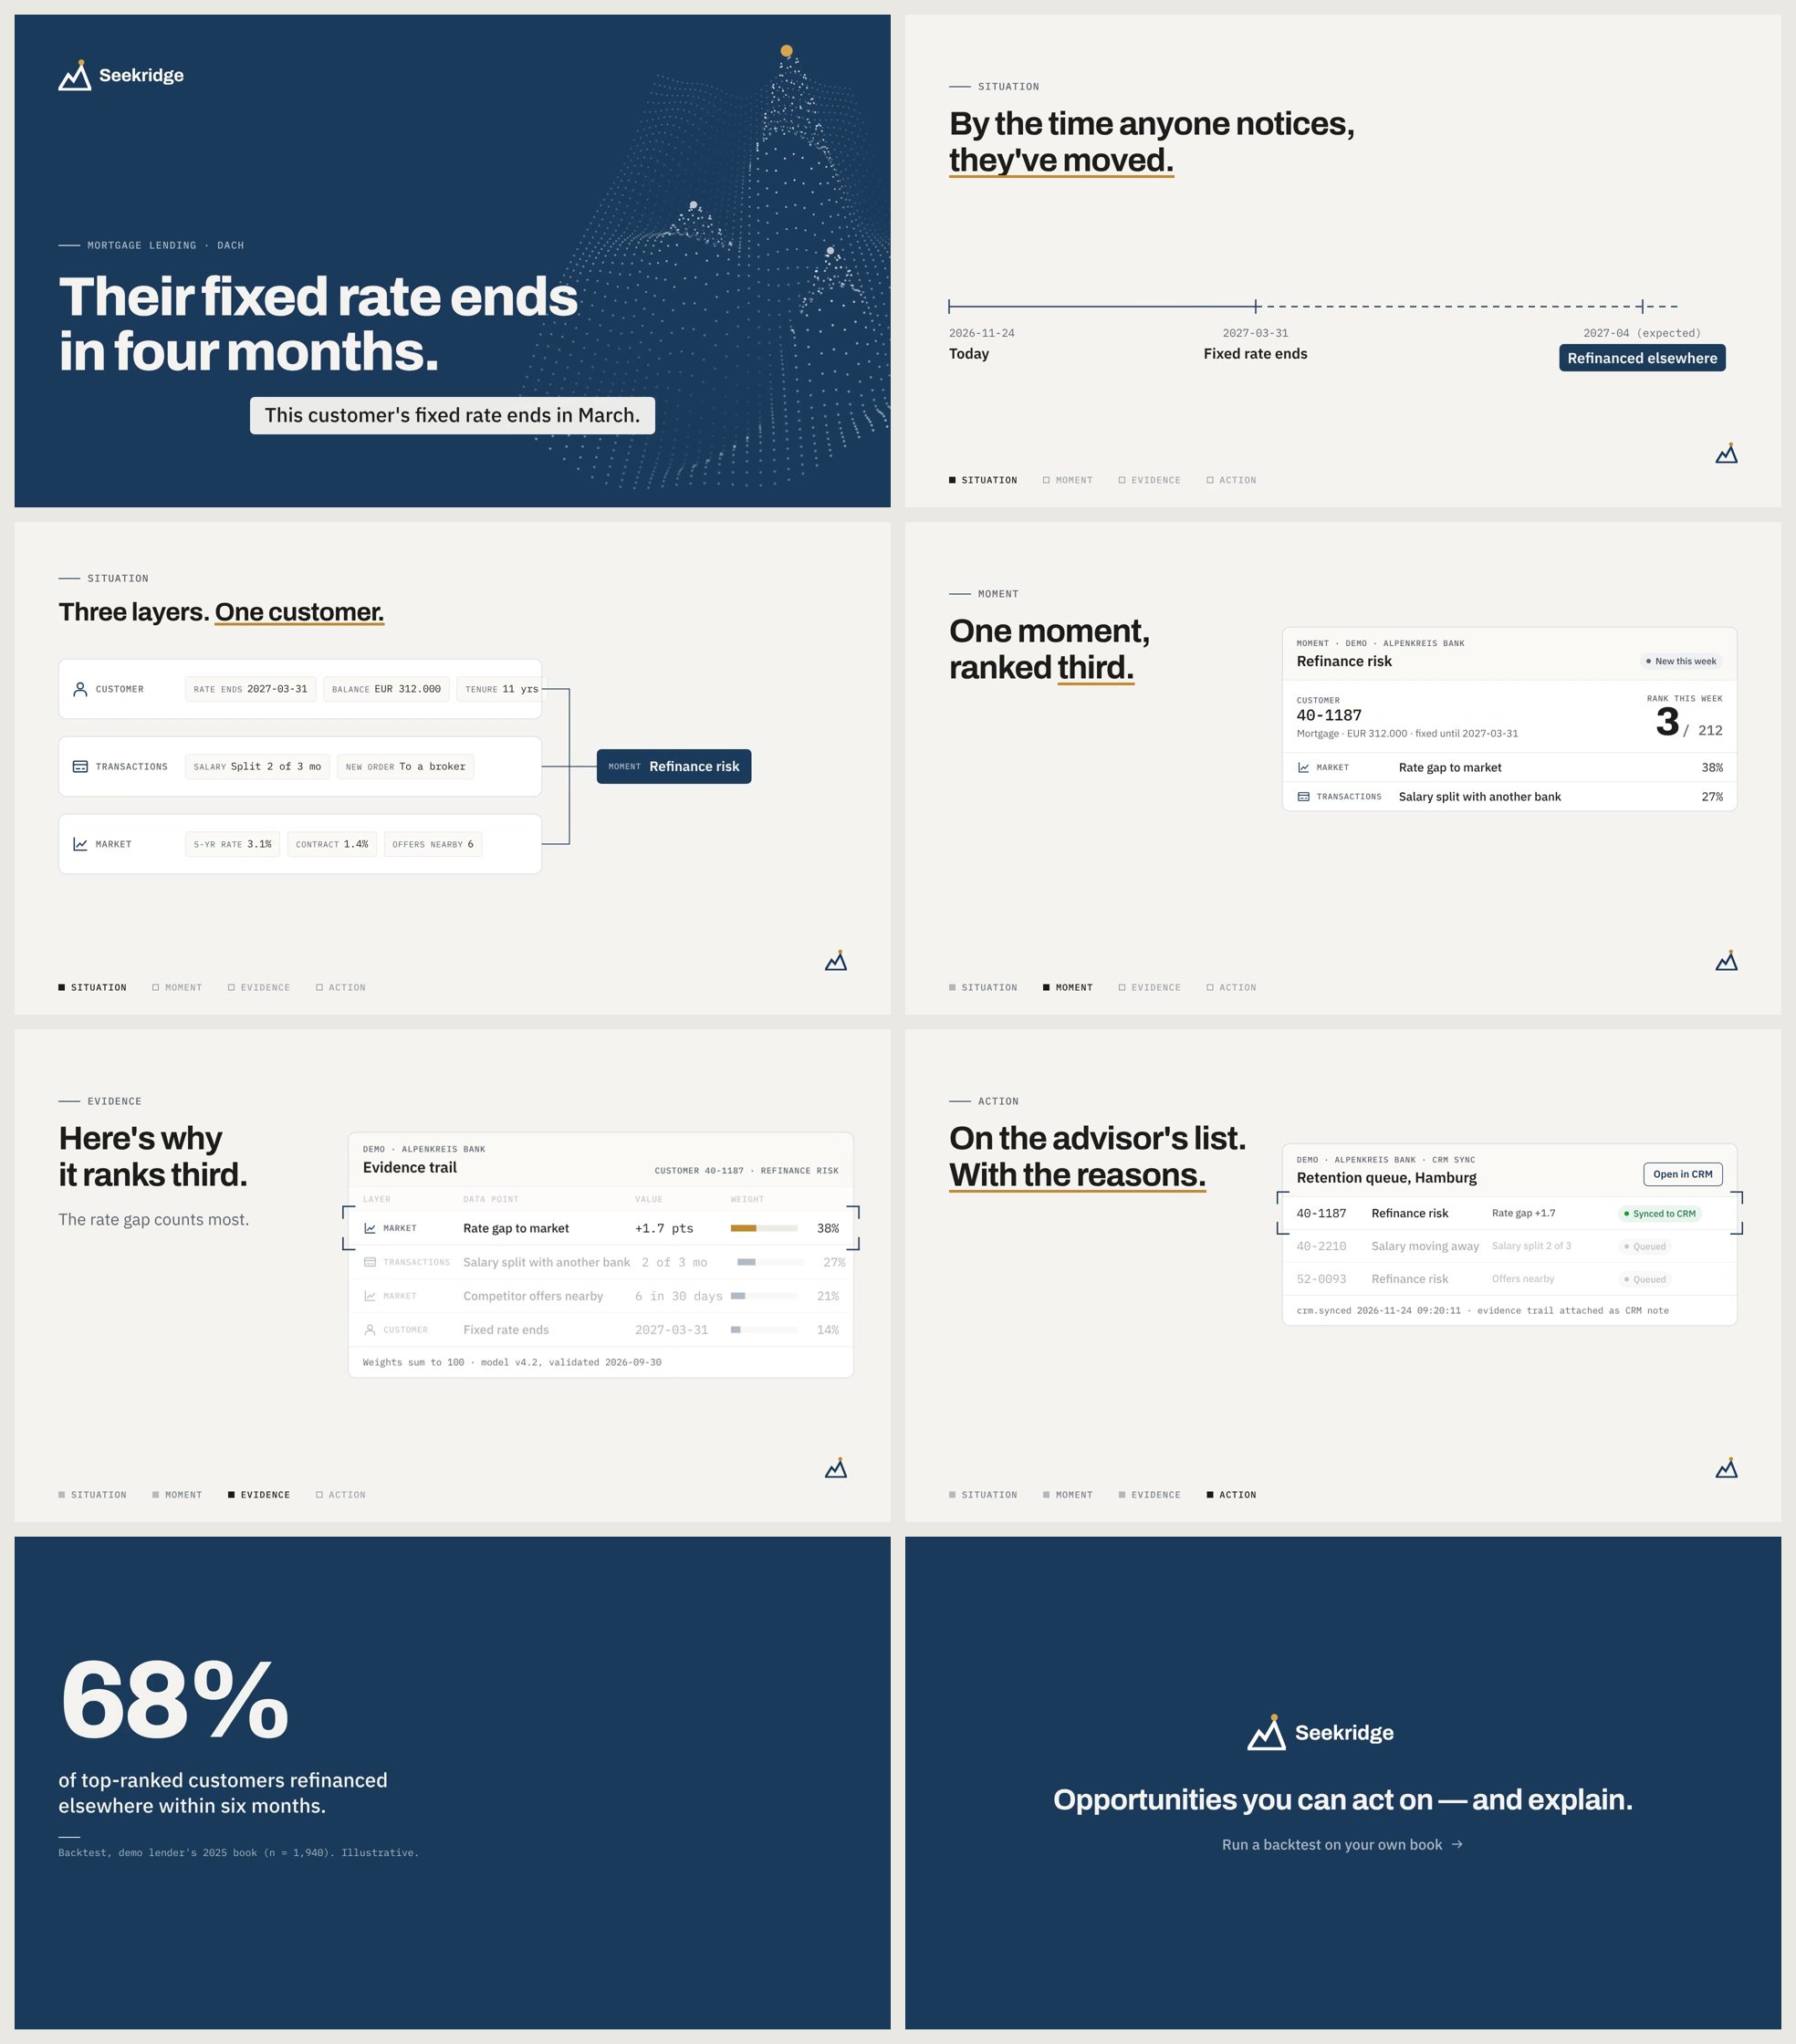 Seekridge
MORTGAGE LENDING · DACH
Their fixed rate ends
in four months.
This customer's fixed rate ends in March.
SITUATION
By the time anyone notices,
they've moved.
2026-11-24
Today
2027-03-31
Fixed rate ends
2027-04 (expected)
Refinanced elsewhere
SITUATION MOMENT EVIDENCE ACTION
SITUATION
Three layers. One customer.
CUSTOMER RATE ENDS 2027-03-31 BALANCE EUR 312.000 TENURE 11 yrs
TRANSACTIONS SALARY Split 2 of 3 mo NEW ORDER To a broker
MOMENT Refinance risk
MARKET 5-YR RATE 3.1% CONTRACT 1.4% OFFERS NEARBY 6
SITUATION MOMENT EVIDENCE ACTION
MOMENT
One moment,
ranked third.
MOMENT · DEMO · ALPENKREIS BANK
Refinance risk
New this week
CUSTOMER
40-1187
Mortgage · EUR 312.000 · fixed until 2027-03-31
RANK THIS WEEK
3 / 212
MARKET Rate gap to market 38%
TRANSACTIONS Salary split with another bank 27%
SITUATION MOMENT EVIDENCE ACTION
EVIDENCE
Here's why
it ranks third.
The rate gap counts most.
DEMO · ALPENKREIS BANK
Evidence trail
CUSTOMER 40-1187 · REFINANCE RISK
LAYER DATA POINT VALUE WEIGHT
MARKET Rate gap to market +1.7 pts 38%
TRANSACTIONS Salary split with another bank 2 of 3 mo 27%
MARKET Competitor offers nearby 6 in 30 days 21%
CUSTOMER Fixed rate ends 2027-03-31 14%
Weights sum to 100 · model v4.2, validated 2026-09-30
SITUATION MOMENT EVIDENCE ACTION
ACTION
On the advisor's list.
With the reasons.
DEMO · ALPENKREIS BANK · CRM SYNC
Retention queue, Hamburg
Open in CRM
40-1187 Refinance risk Rate gap +1.7 Synced to CRM
40-2210 Salary moving away Salary split 2 of 3 Queued
52-0093 Refinance risk Offers nearby Queued
crm.synced 2026-11-24 09:20:11 · evidence trail attached as CRM note
SITUATION MOMENT EVIDENCE ACTION
68%
of top-ranked customers refinanced
elsewhere within six months.
Backtest, demo lender's 2025 book (n = 1,940). Illustrative.
Seekridge
Opportunities you can act on — and explain.
Run a backtest on your own book →